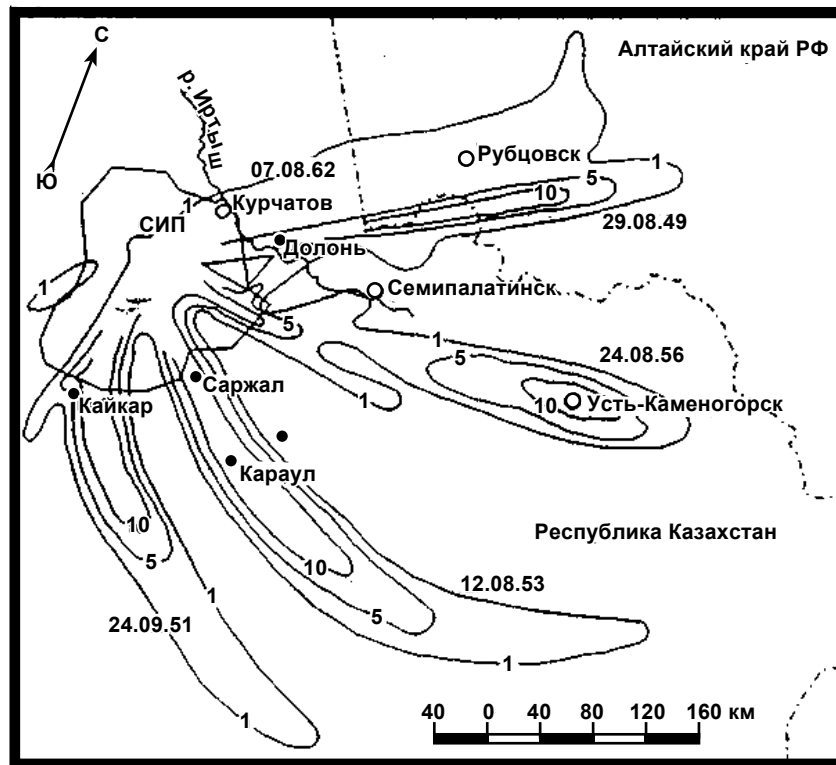 С
Алтайский край РФ
р. Иртыш
Рубцовск
1
07.08.62
5
Ю
1
Курчатов
10
СИП
29.08.49
Долонь
1
Семипалатинск
5
1
24.08.56
5
Саржал
1
Кайкар
10
Усть-Каменогорск
Караул
10
Республика Казахстан
5
10
12.08.53
1
5
24.09.51
1
1
40 0 40 80 120 160 км